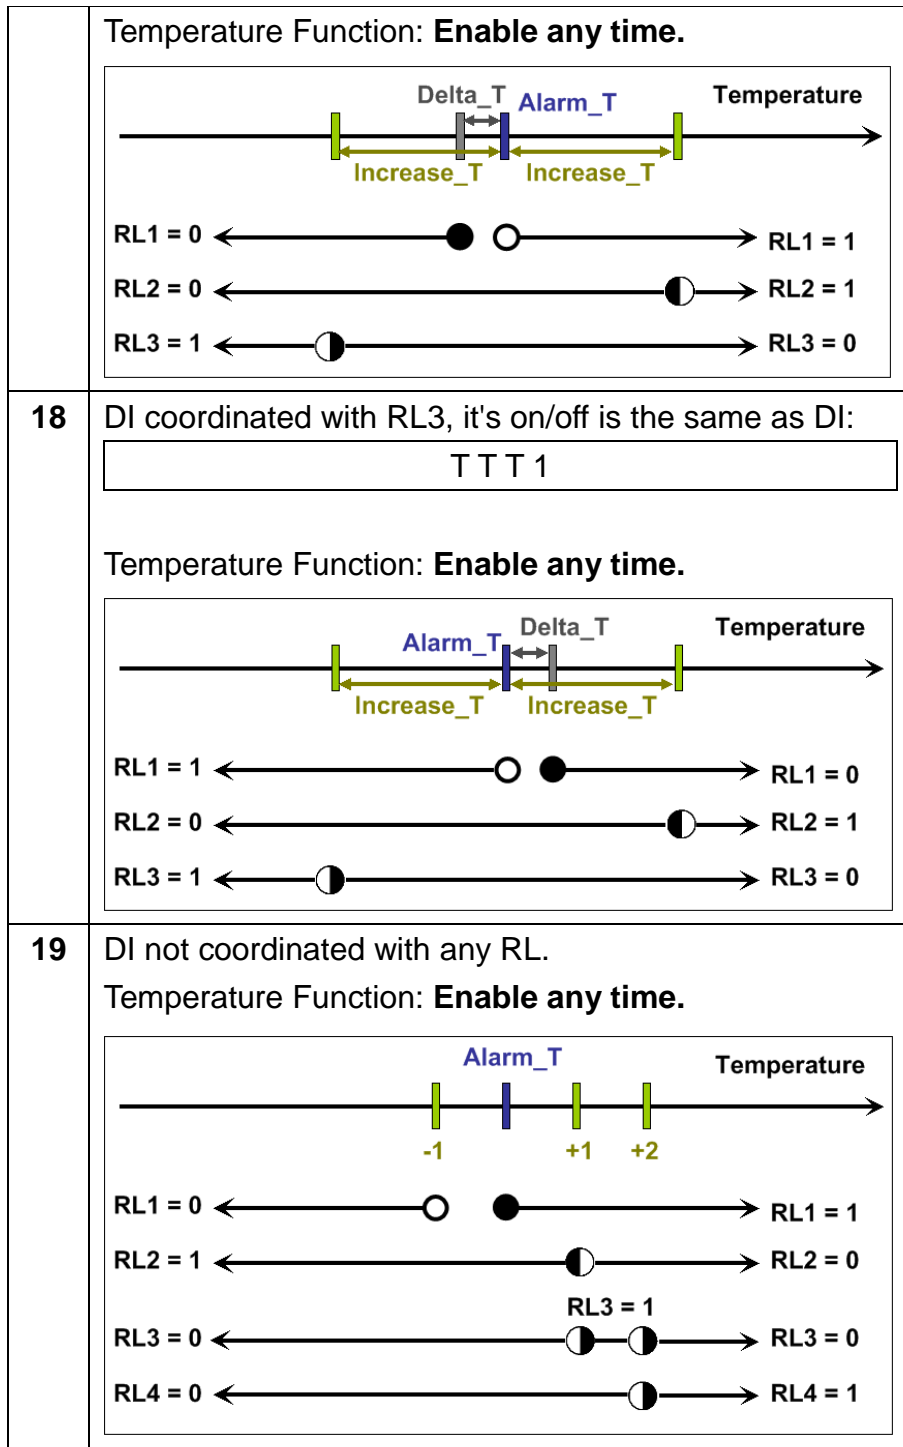 Temperature Function: Enable any time.
Delta_T Alarm_T Temperature
Increase_T Increase_T
RL1 = 0 RL1 = 1
RL2 = 0 RL2 = 1
RL3 = 1 RL3 = 0
18 DI coordinated with RL3, it's on/off is the same as DI:
T T T 1
Temperature Function: Enable any time.
Alarm_T Delta_T Temperature
Increase_T Increase_T
RL1 = 1 RL1 = 0
RL2 = 0 RL2 = 1
RL3 = 1 RL3 = 0
19 DI not coordinated with any RL.
Temperature Function: Enable any time.
Alarm_T Temperature
-1 +1 +2
RL1 = 0 RL1 = 1
RL2 = 1 RL2 = 0
RL3 = 1
RL3 = 0 RL3 = 0
RL4 = 0 RL4 = 1